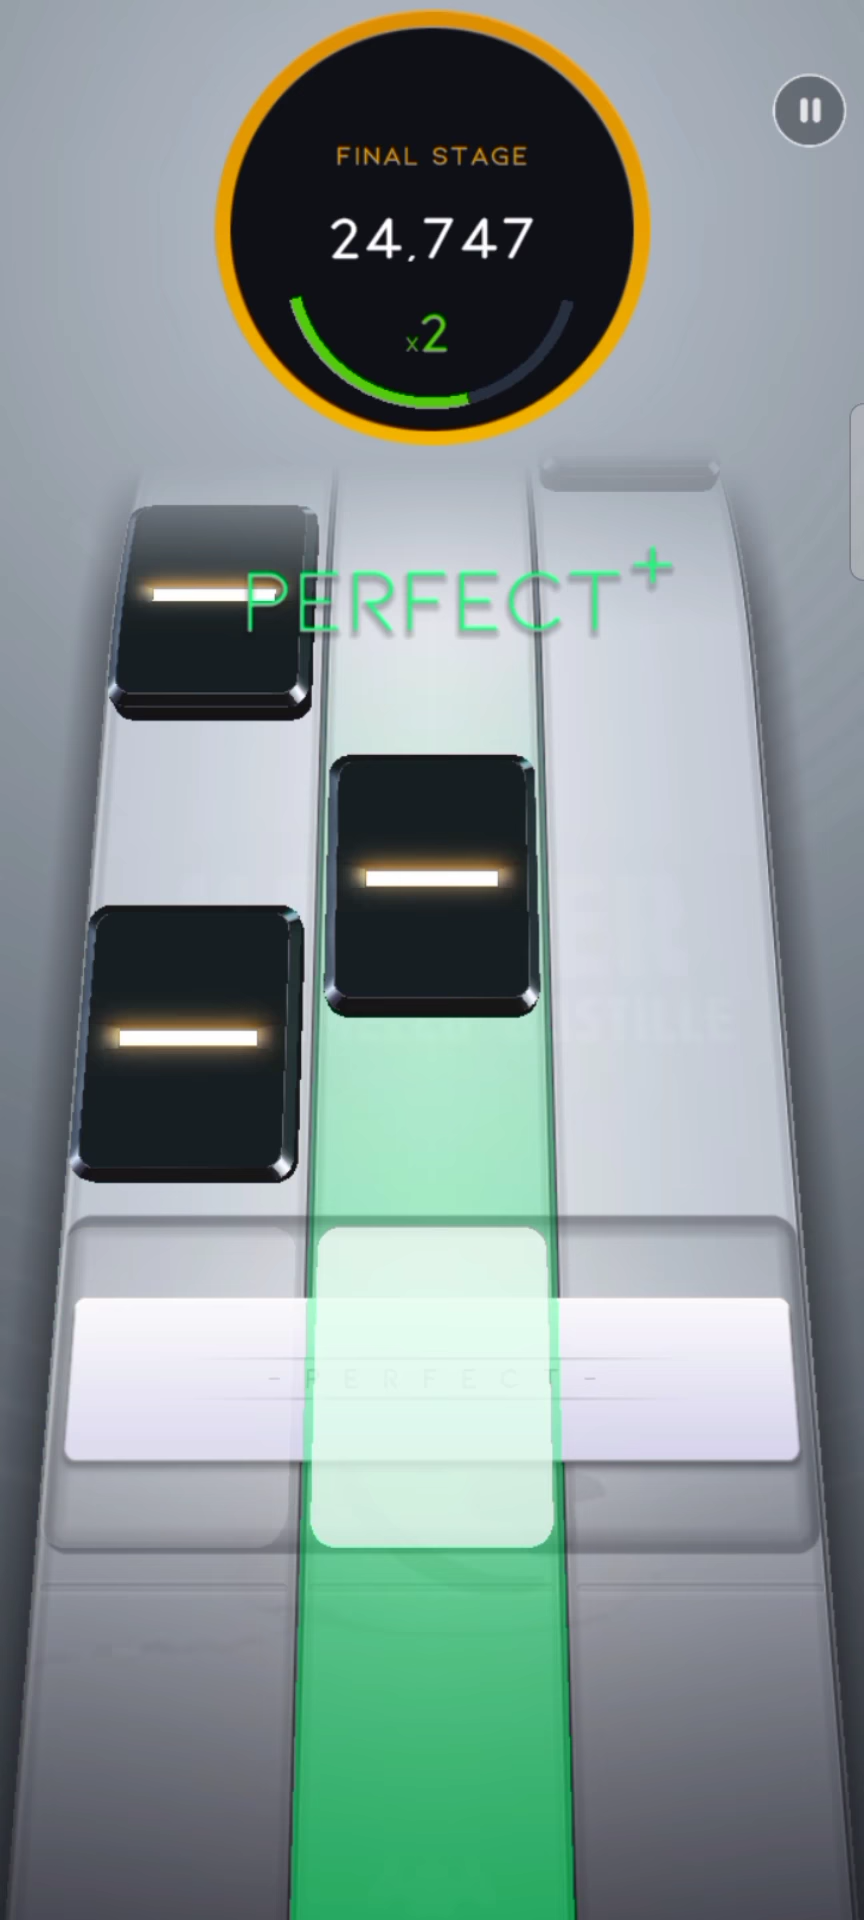 FINAL STAGE
24,747
x2
PERFECT+
- PERFECT -